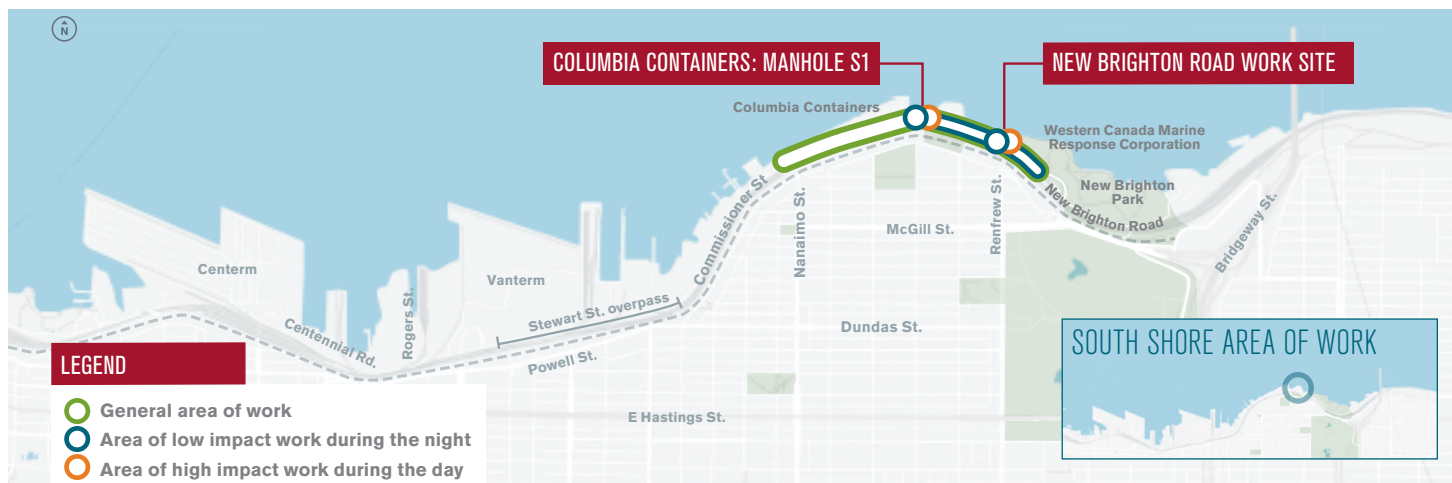 N
COLUMBIA CONTAINERS: MANHOLE S1
NEW BRIGHTON ROAD WORK SITE
Columbia Containers
Western Canada Marine
Response Corporation
New Brighton
Park
New Brighton Road
Commissioner St
Nanaimo St.
Renfrew St.
McGill St.
Bridgeway St.
Centerm
Vanterm
Rogers St.
Centennial Rd.
Stewart St. overpass
Powell St.
Dundas St.
E Hastings St.
LEGEND
General area of work
Area of low impact work during the night
Area of high impact work during the day
SOUTH SHORE AREA OF WORK